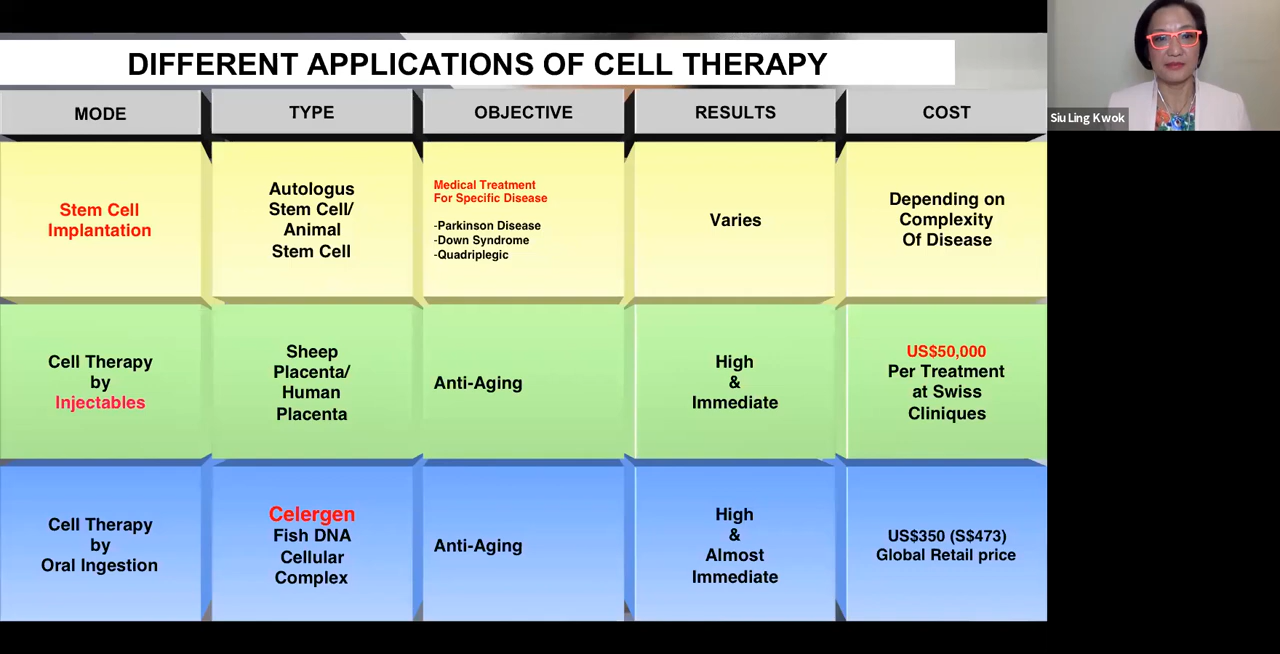 DIFFERENT APPLICATIONS OF CELL THERAPY
MODE
TYPE
OBJECTIVE
RESULTS
COST
Stem Cell
Implantation
Autologus
Stem Cell/
Animal
Stem Cell
Medical Treatment
For Specific Disease
-Parkinson Disease
-Down Syndrome
-Quadriplegic
Varies
Depending on
Complexity
Of Disease
Cell Therapy
by
Injectables
Sheep
Placenta/
Human
Placenta
Anti-Aging
High
&
Immediate
US$50,000
Per Treatment
at Swiss
Cliniques
Cell Therapy
by
Oral Ingestion
Celergen
Fish DNA
Cellular
Complex
Anti-Aging
High
&
Almost
Immediate
US$350 (S$473)
Global Retail price
Siu Ling Kwok